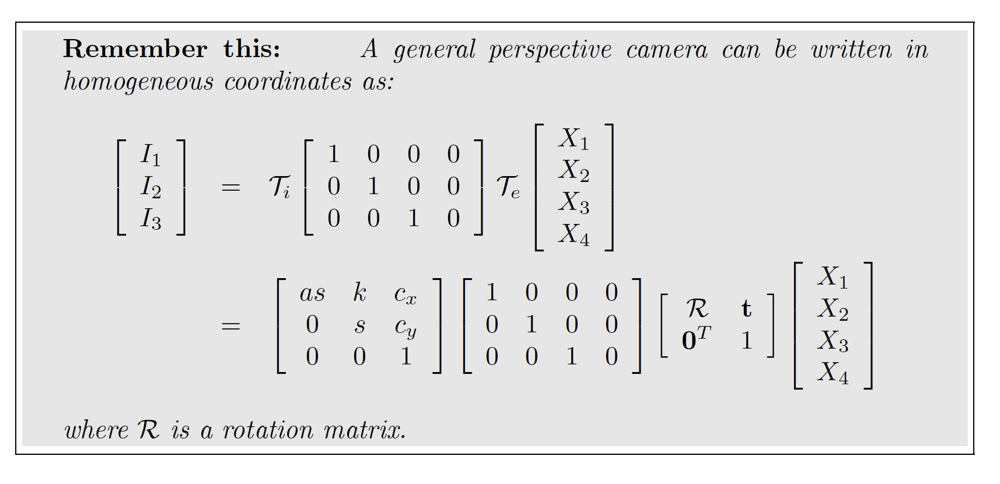 Remember this: A general perspective camera can be written in
homogeneous coordinates as:
\begin{bmatrix} I_1 \\ I_2 \\ I_3 \end{bmatrix} = \mathcal{T}_i \begin{bmatrix} 1 & 0 & 0 & 0 \\ 0 & 1 & 0 & 0 \\ 0 & 0 & 1 & 0 \end{bmatrix} \mathcal{T}_e \begin{bmatrix} X_1 \\ X_2 \\ X_3 \\ X_4 \end{bmatrix}
= \begin{bmatrix} as & k & c_x \\ 0 & s & c_y \\ 0 & 0 & 1 \end{bmatrix} \begin{bmatrix} 1 & 0 & 0 & 0 \\ 0 & 1 & 0 & 0 \\ 0 & 0 & 1 & 0 \end{bmatrix} \begin{bmatrix} \mathcal{R} & \mathbf{t} \\ \mathbf{0}^T & 1 \end{bmatrix} \begin{bmatrix} X_1 \\ X_2 \\ X_3 \\ X_4 \end{bmatrix}
where \mathcal{R} is a rotation matrix.